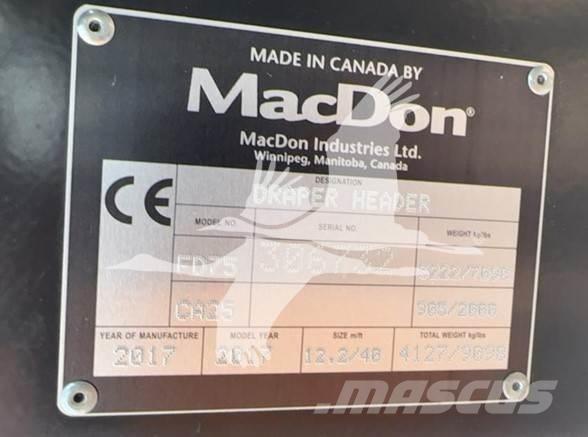 MADE IN CANADA BY
MacDon®
MacDon Industries Ltd.
Winnipeg, Manitoba, Canada
CE
DESIGNATION
DRAPER HEADER
MODEL NO. SERIAL NO. WEIGHT kg/lbs
FD75
CA25
YEAR OF MANUFACTURE MODEL YEAR SIZE m/ft TOTAL WEIGHT kg/lbs
2017 2017 12.2/40
MASCUS